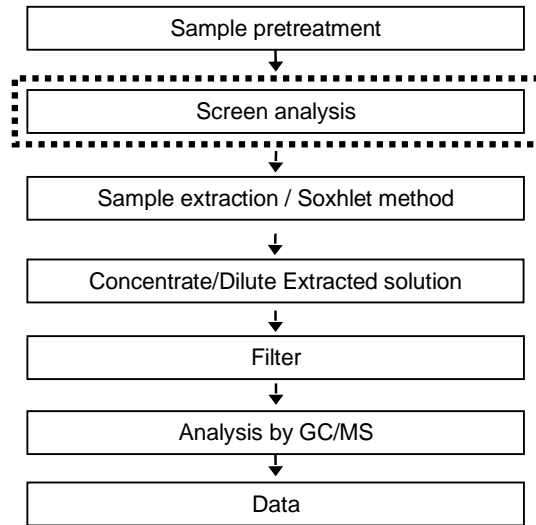 Sample pretreatment
Screen analysis
Sample extraction / Soxhlet method
Concentrate/Dilute Extracted solution
Filter
Analysis by GC/MS
Data